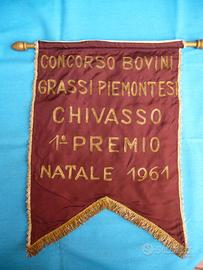 CONCORSO BOVINI
GRASSI PIEMONTESI
CHIVASSO
1° PREMIO
NATALE 1961